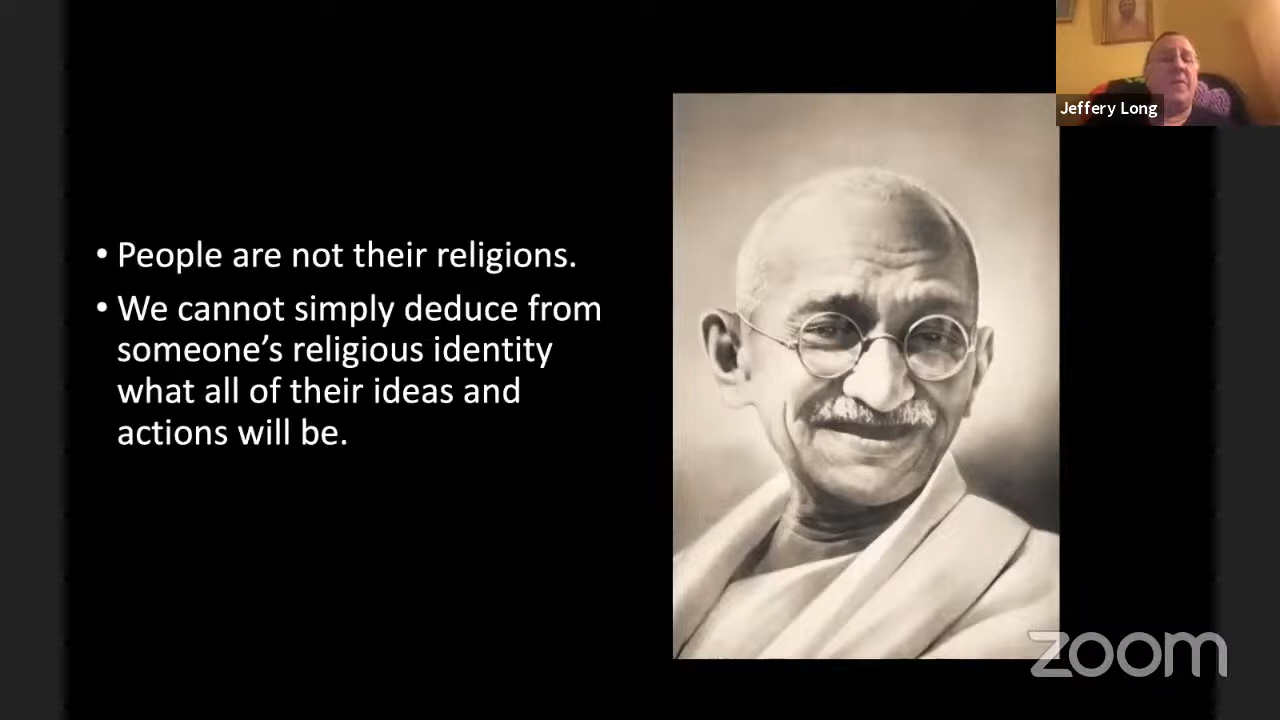 • People are not their religions.
• We cannot simply deduce from
someone’s religious identity
what all of their ideas and
actions will be.
Jeffery Long
zoom